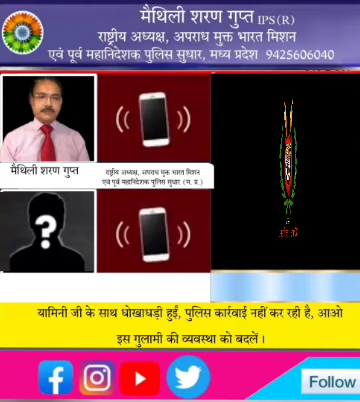 मैथिली शरण गुप्त IPS(R)
राष्ट्रीय अध्यक्ष, अपराध मुक्त भारत मिशन
एवं पूर्व महानिदेशक पुलिस सुधार, मध्य प्रदेश 9425606040
मैथिली शरण गुप्त
राष्ट्रीय अध्यक्ष, अपराध मुक्त भारत मिशन
एवं पूर्व महानिदेशक पुलिस सुधार (म. प्र.)
?
यामिनी जी के साथ धोखाधड़ी हुई, पुलिस कार्रवाई नहीं कर रही है, आओ
इस गुलामी की व्यवस्था को बदलें।
Follow